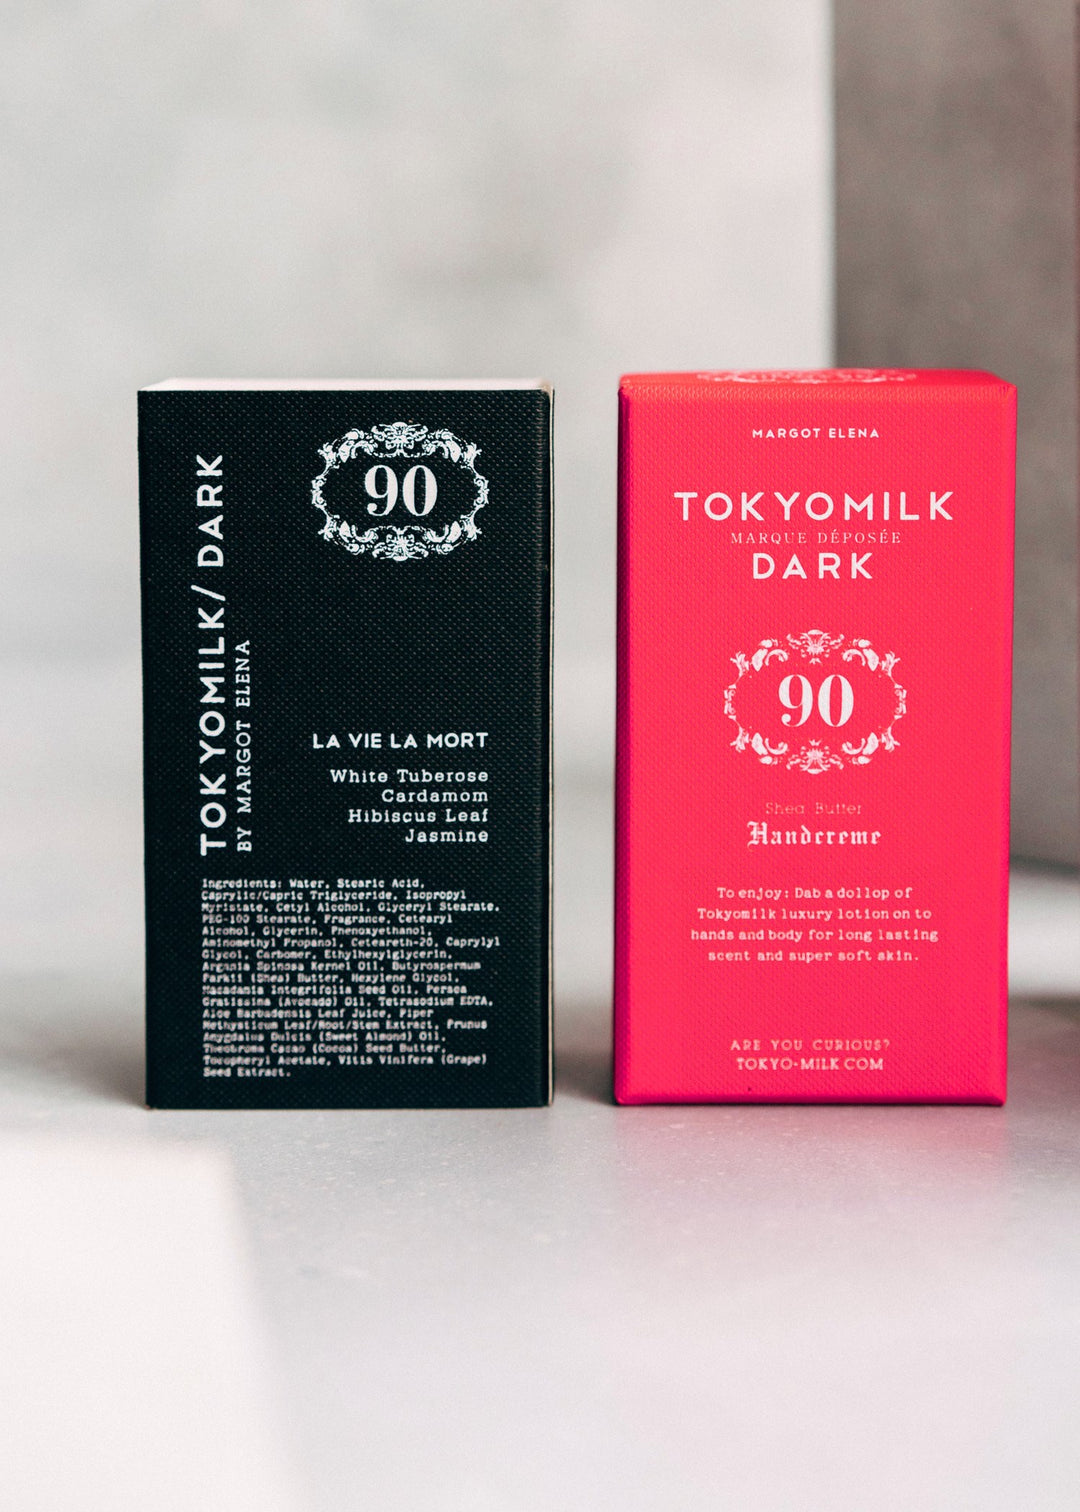 TOKYOMILK/ DARK
BY MARGOT ELENA
90
LA VIE LA MORT
White Tuberose
Cardamom
Hibiscus Leaf
Jasmine
Ingredients: Water, Stearic Acid,
Caprylic/Capric Triglyceride, Isopropyl
Myristate, Cetyl Alcohol, Glyceryl Stearate,
PEG-100 Stearate, Fragrance, Cetearyl
Alcohol, Glycerin, Phenoxyethanol,
Aminomethyl Propanol, Ceteareth-20, Caprylyl
Glycol, Carbomer, Ethylhexylglycerin,
Argania Spinosa Kernel Oil, Butyrospermum
Parkii (Shea) Butter, Hexylene Glycol,
Macadamia Integrifolia Seed Oil, Persea
Gratissima (Avocado) Oil, Tetrasodium EDTA,
Aloe Barbadensis Leaf Juice, Piper
Methysticum Leaf/Root/Stem Extract, Prunus
Amygdalus Dulcis (Sweet Almond) Oil,
Theobroma Cacao (Cocoa) Seed Butter,
Tocopheryl Acetate, Vitis Vinifera (Grape)
Seed Extract.
MARGOT ELENA
TOKYOMILK
MARQUE DÉPOSÉE
DARK
90
Shea Butter
Handcreme
To enjoy: Dab a dollop of
Tokyomilk luxury lotion on to
hands and body for long lasting
scent and super soft skin.
ARE YOU CURIOUS?
TOKYO-MILK.COM